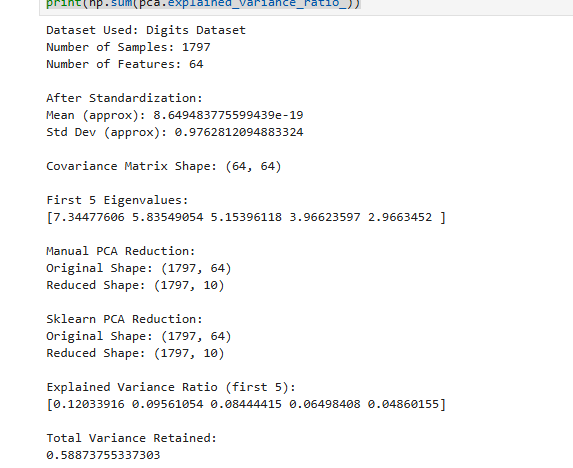 print(np.sum(pca.explained_variance_ratio_))
Dataset Used: Digits Dataset
Number of Samples: 1797
Number of Features: 64
After Standardization:
Mean (approx): 8.649483775599439e-19
Std Dev (approx): 0.9762812094883324
Covariance Matrix Shape: (64, 64)
First 5 Eigenvalues:
[7.34477606 5.83549054 5.15396118 3.96623597 2.9663452 ]
Manual PCA Reduction:
Original Shape: (1797, 64)
Reduced Shape: (1797, 10)
Sklearn PCA Reduction:
Original Shape: (1797, 64)
Reduced Shape: (1797, 10)
Explained Variance Ratio (first 5):
[0.12033916 0.09561054 0.08444415 0.06498408 0.04860155]
Total Variance Retained:
0.58873755337303